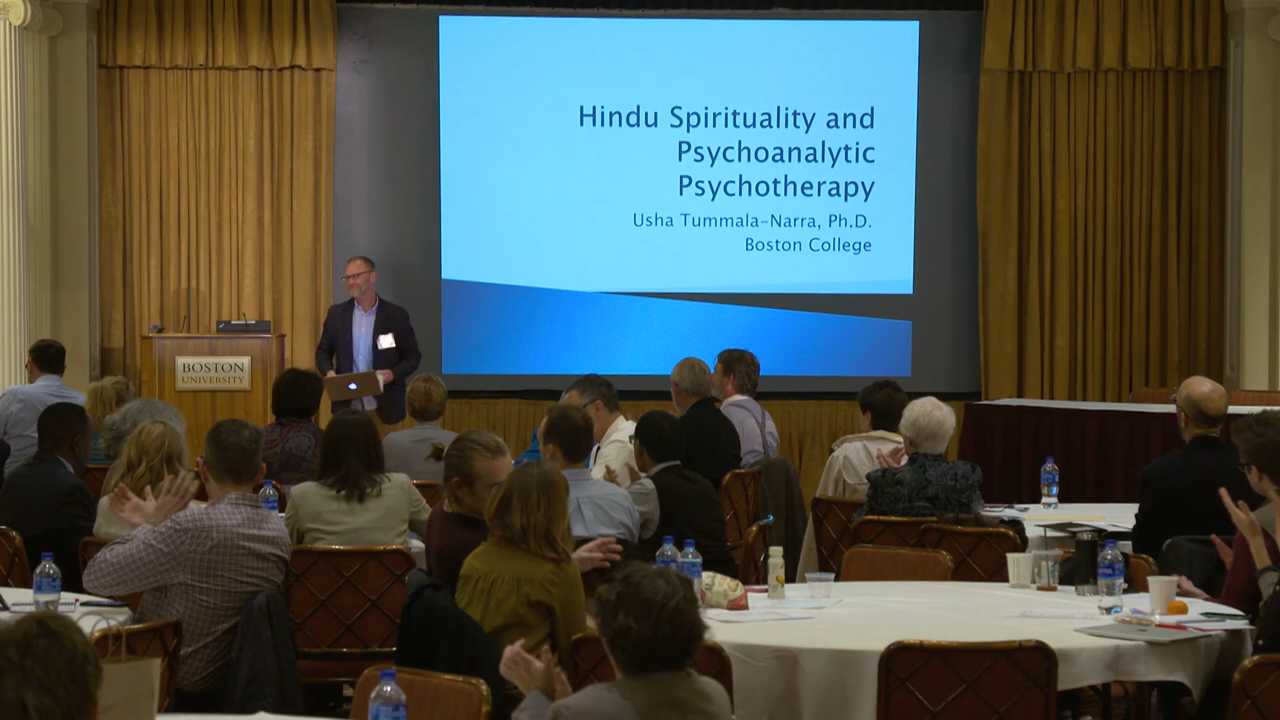 Hindu Spirituality and
Psychoanalytic
Psychotherapy
Usha Tummala-Narra, Ph.D.
Boston College
BOSTON
UNIVERSITY